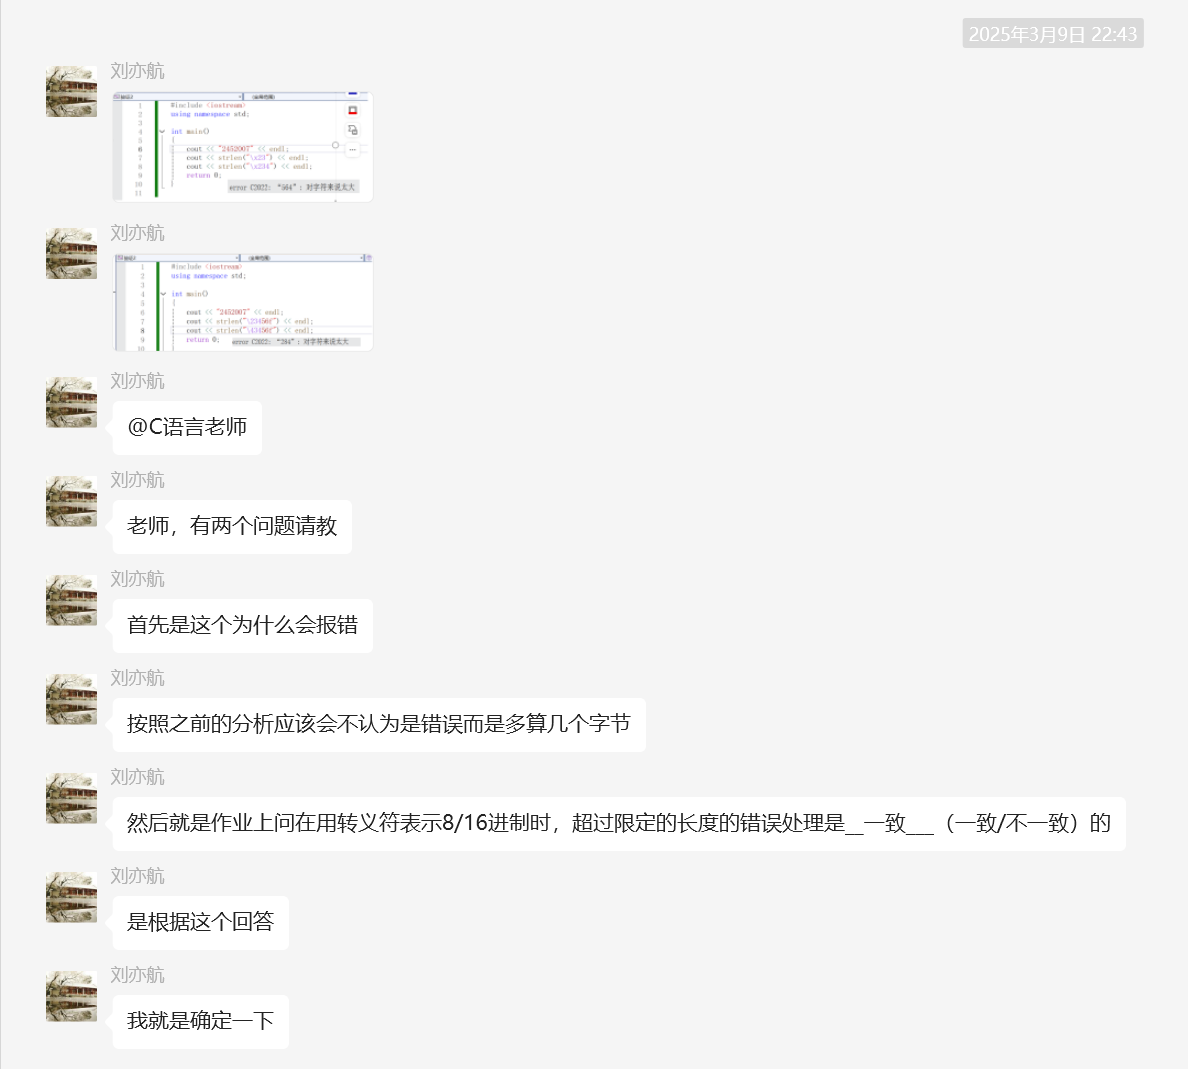 2025年3月9日 22:43
刘亦航
1 #include <iostream>
2 using namespace std;
3
4 int main()
5 {
6 cout << "2452007" << endl;
7 cout << strlen("\x23") << endl;
8 cout << strlen("\x234") << endl;
9 return 0;
10 }
11
error C2022: “564”: 对字符来说太大
刘亦航
1 #include <iostream>
2 using namespace std;
3
4 int main()
5 {
6 cout << "2452007" << endl;
7 cout << strlen("\23456f") << endl;
8 cout << strlen("\43456f") << endl;
9 return 0;
10
error C2022: “284”: 对字符来说太大
刘亦航
@C语言老师
刘亦航
老师，有两个问题请教
刘亦航
首先是这个为什么会报错
刘亦航
按照之前的分析应该会不认为是错误而是多算几个字节
刘亦航
然后就是作业上问在用转义符表示8/16进制时，超过限定的长度的错误处理是__一致___（一致/不一致）的
刘亦航
是根据这个回答
刘亦航
我就是确定一下